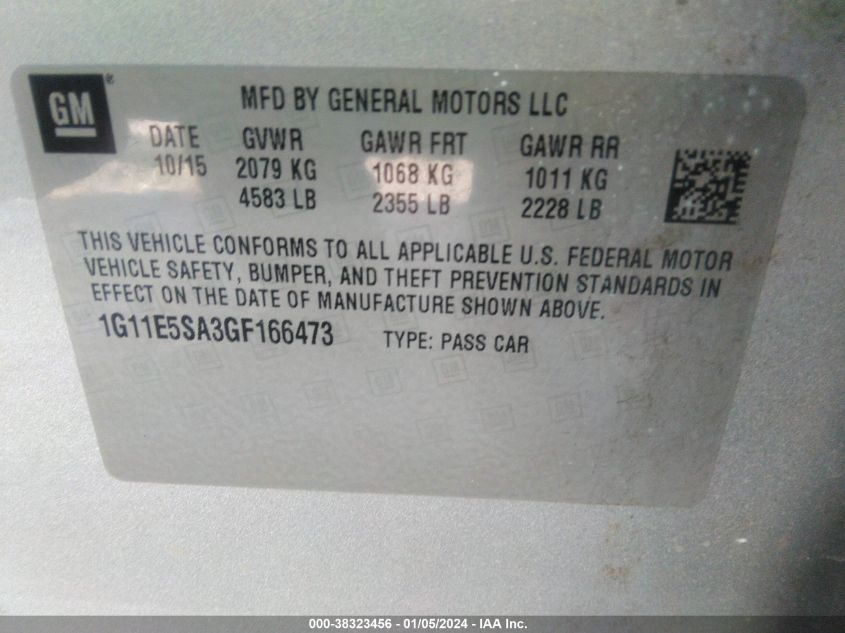 GM®
MFD BY GENERAL MOTORS LLC
DATE GVWR GAWR FRT GAWR RR
10/15 2079 KG 1068 KG 1011 KG
4583 LB 2355 LB 2228 LB
THIS VEHICLE CONFORMS TO ALL APPLICABLE U.S. FEDERAL MOTOR
VEHICLE SAFETY, BUMPER, AND THEFT PREVENTION STANDARDS IN
EFFECT ON THE DATE OF MANUFACTURE SHOWN ABOVE.
1G11E5SA3GF166473 TYPE: PASS CAR
000-38323456 - 01/05/2024 - IAA Inc.